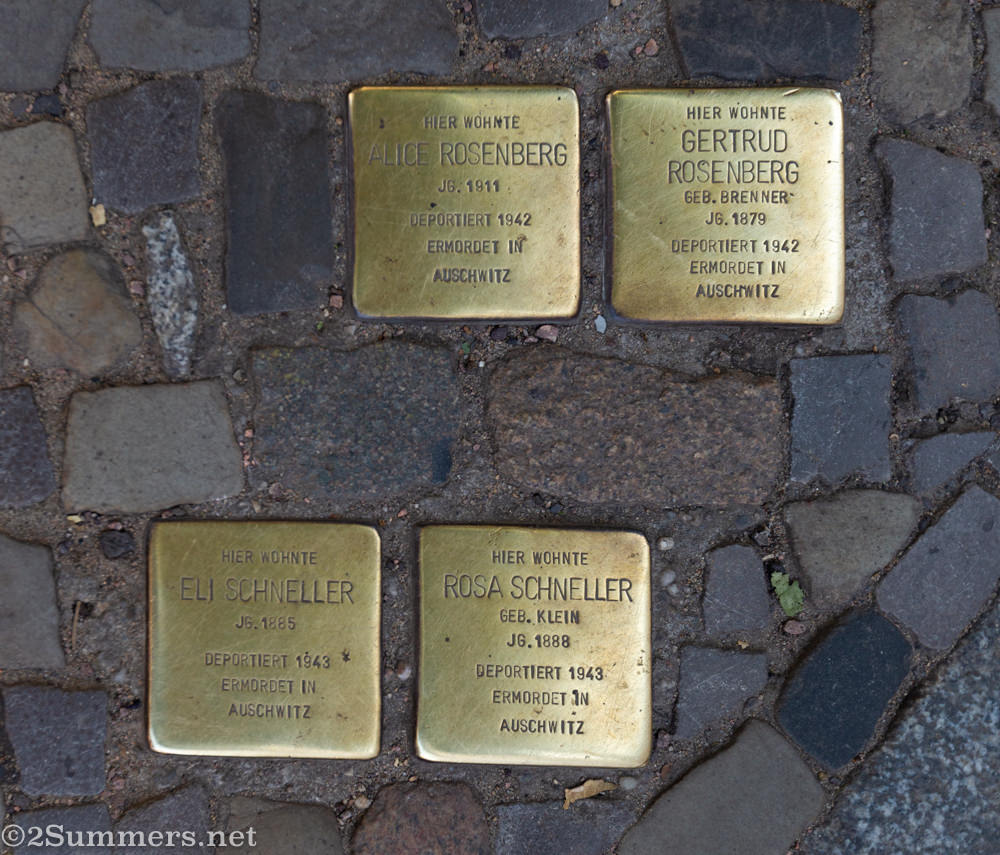 HIER WOHNTE
ALICE ROSENBERG
JG. 1911
DEPORTIERT 1942
ERMORDET IN
AUSCHWITZ
HIER WOHNTE
GERTRUD
ROSENBERG
GEB. BRENNER
JG. 1879
DEPORTIERT 1942
ERMORDET IN
AUSCHWITZ
HIER WOHNTE
ELI SCHNELLER
JG. 1885
DEPORTIERT 1943
ERMORDET IN
AUSCHWITZ
HIER WOHNTE
ROSA SCHNELLER
GEB. KLEIN
JG. 1888
DEPORTIERT 1943
ERMORDET IN
AUSCHWITZ
©2Summers.net